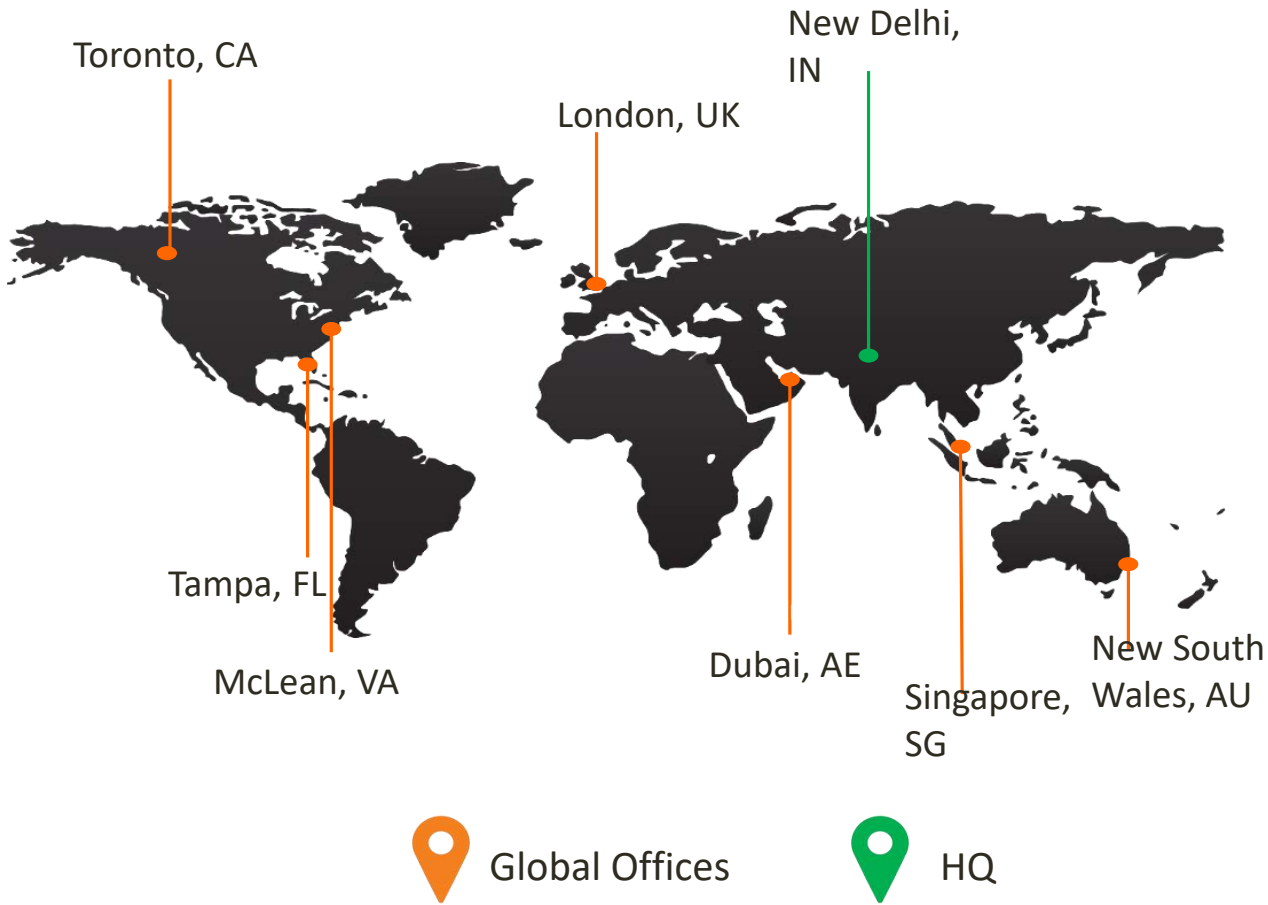 New Delhi,
IN
Toronto, CA
London, UK
Tampa, FL
McLean, VA
Dubai, AE
Singapore,
SG
New South
Wales, AU
Global Offices
HQ